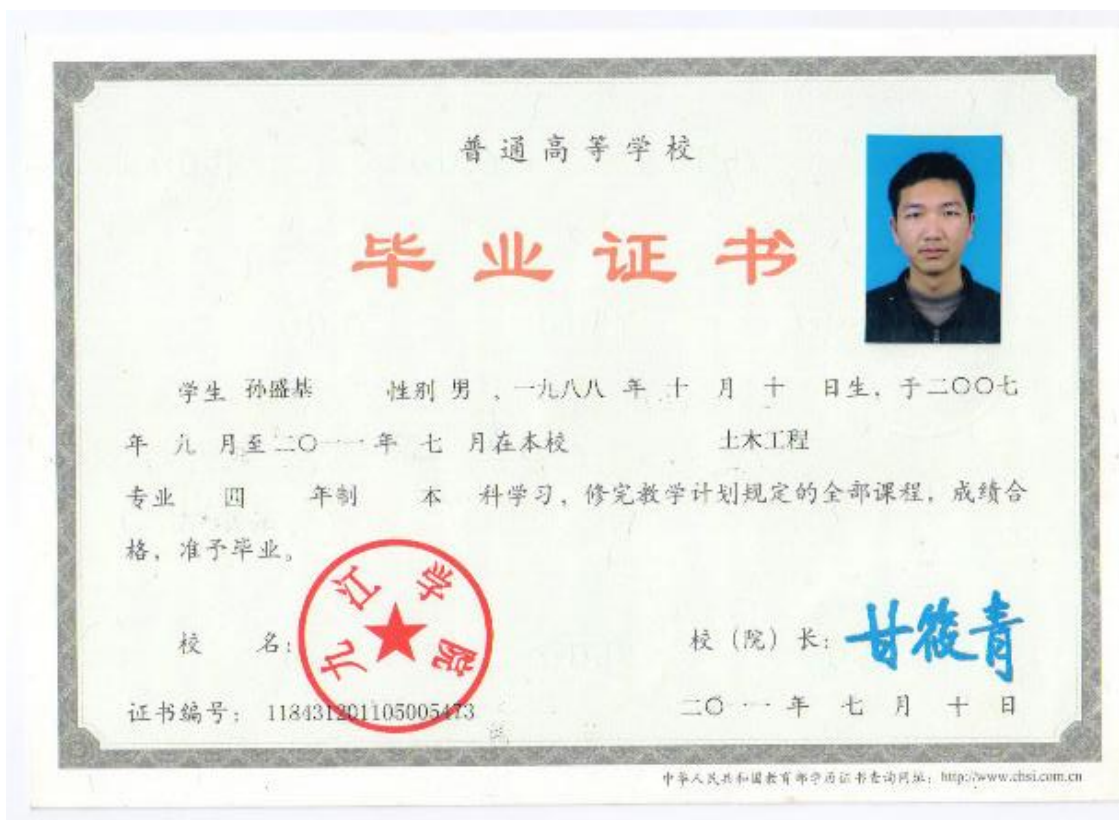 普通高等学校
毕业证书
学生 孙盛基 性别 男 、一九八八 年 十 月 十 日生，于二〇〇七
年 九 月至二〇一一年 七 月在本校 土木工程
专业 四 年制 本 科学习，修完教学计划规定的全部课程，成绩合
格，准予毕业。
九江学院
校 名：
校（院）长：甘筱青
证书编号： 118431201105005473
二〇一一年 七 月 十 日
中华人民共和国教育部学历证书查询网址：http://www.chsi.com.cn